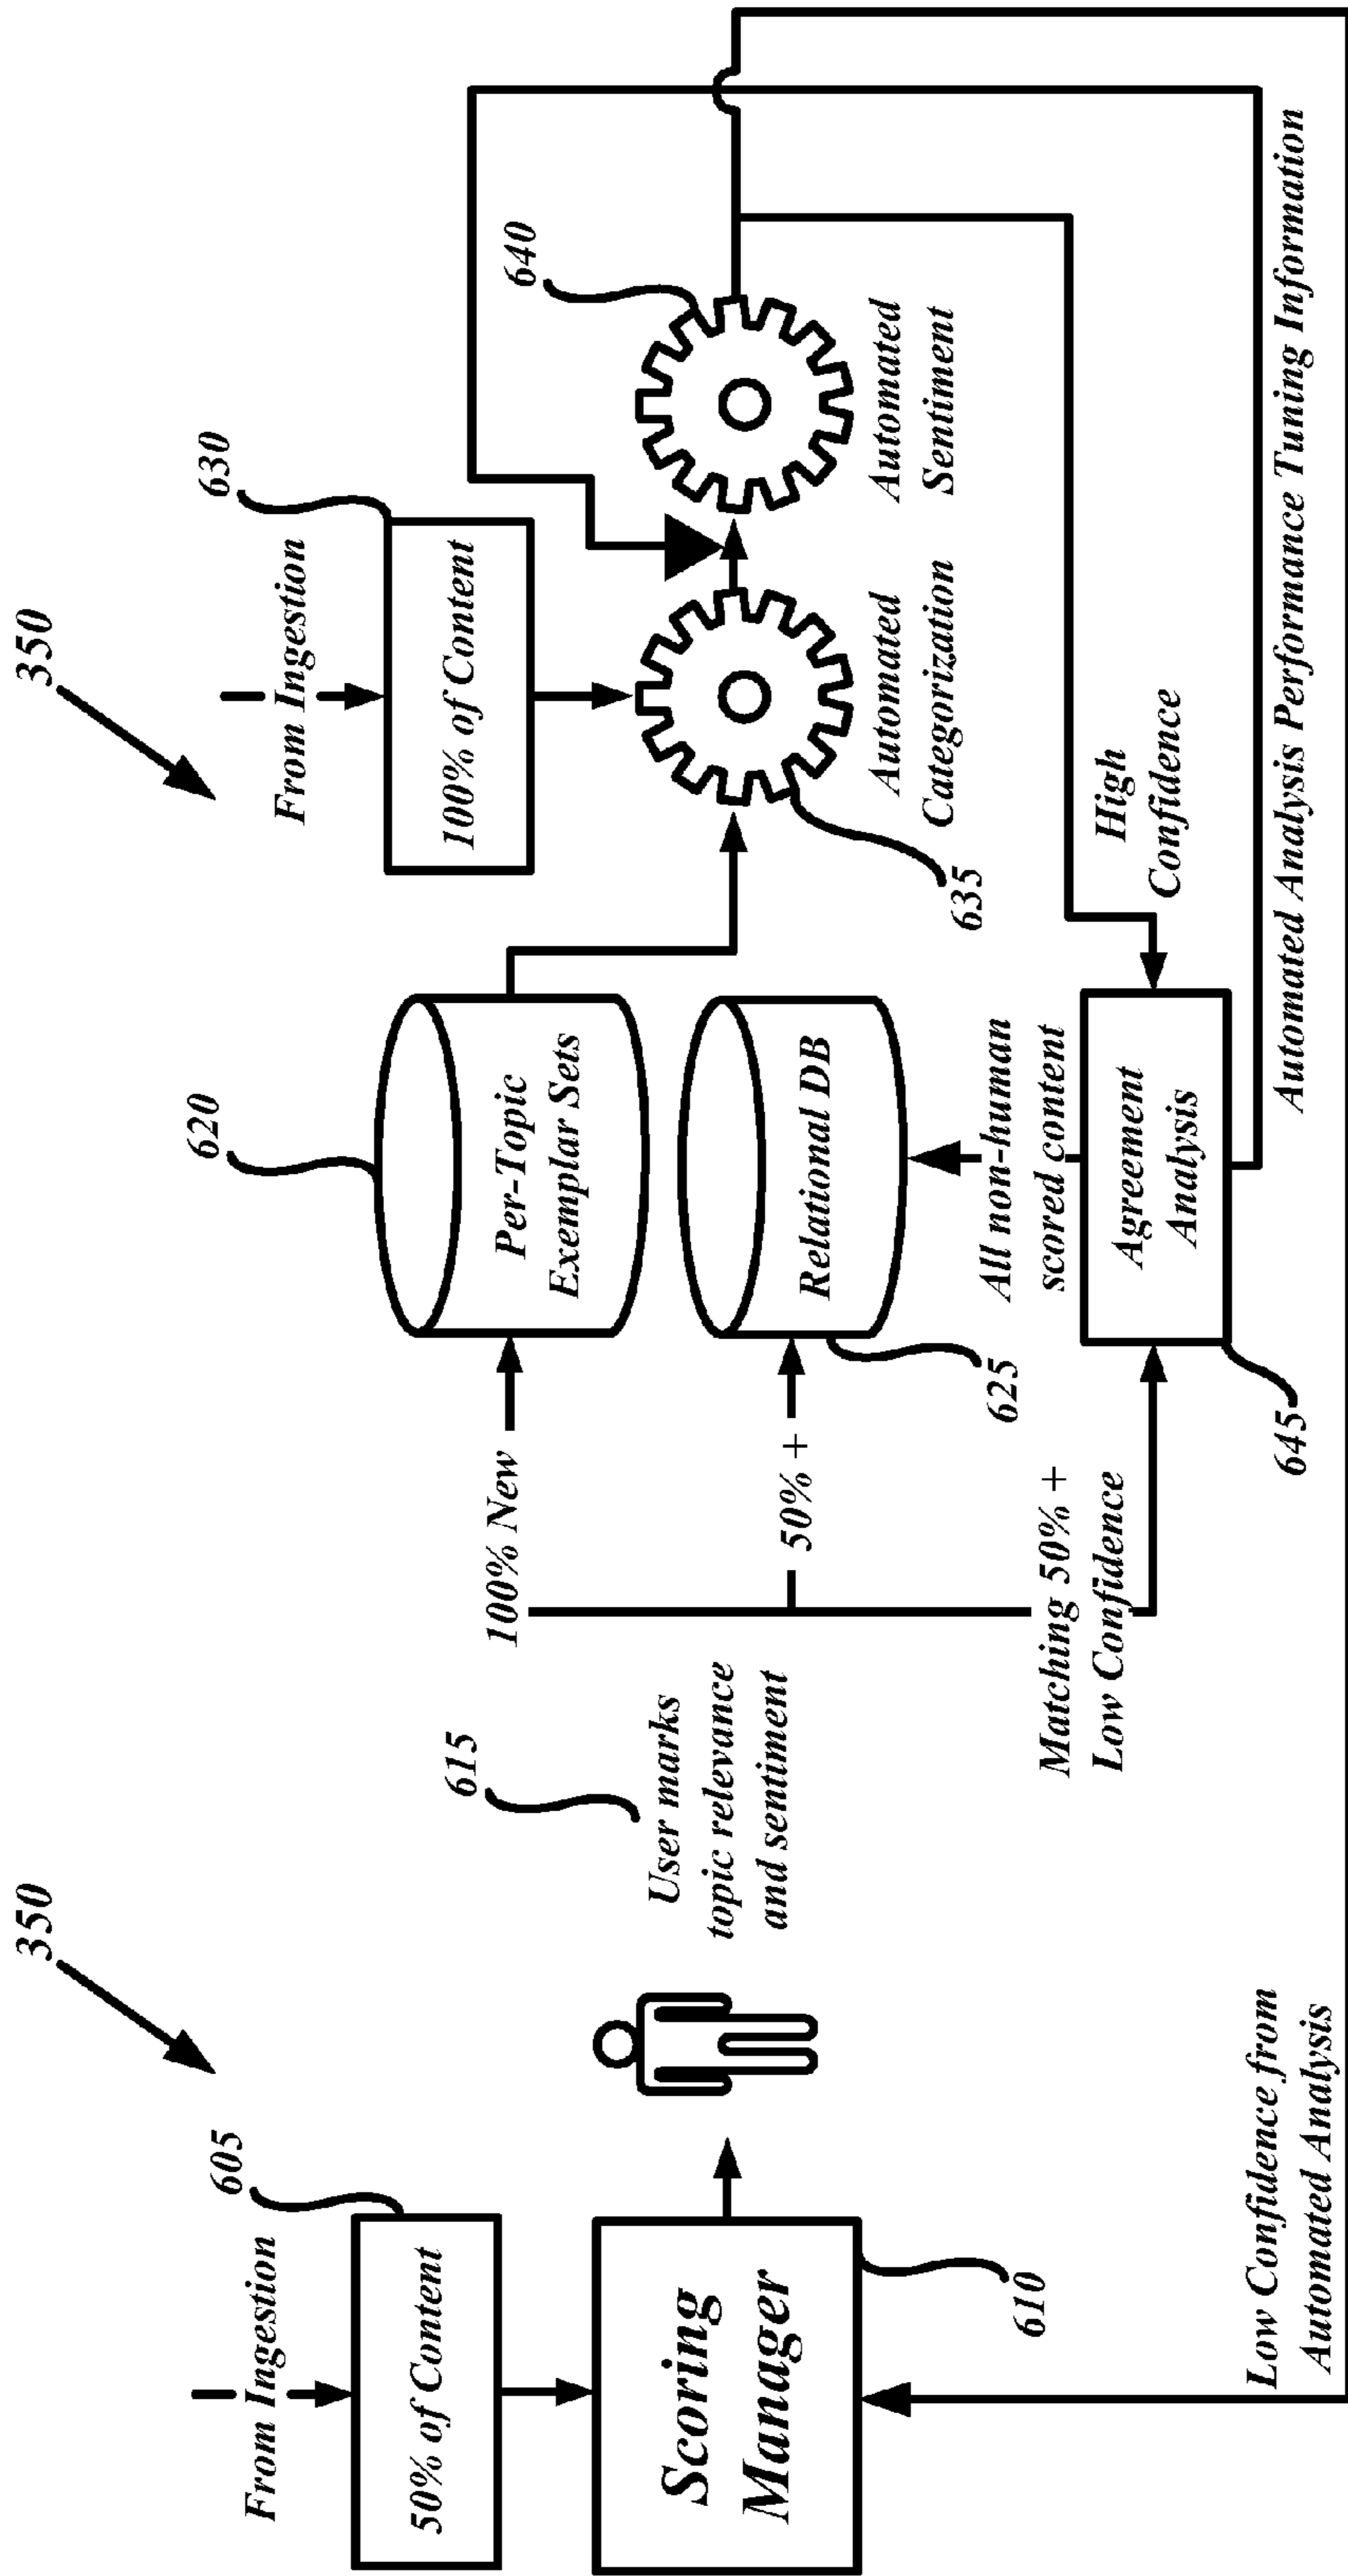 350
From Ingestion
605
50% of Content
Scoring
Manager
610
Low Confidence from
Automated Analysis
615
User marks
topic relevance
and sentiment
100% New
50% +
Matching 50% +
Low Confidence
620
Per-Topic
Exemplar Sets
Relational DB
625
All non-human
scored content
Agreement
Analysis
645
350
From Ingestion
630
100% of Content
635
Automated
Categorization
640
Automated
Sentiment
High
Confidence
Automated Analysis Performance Tuning Information